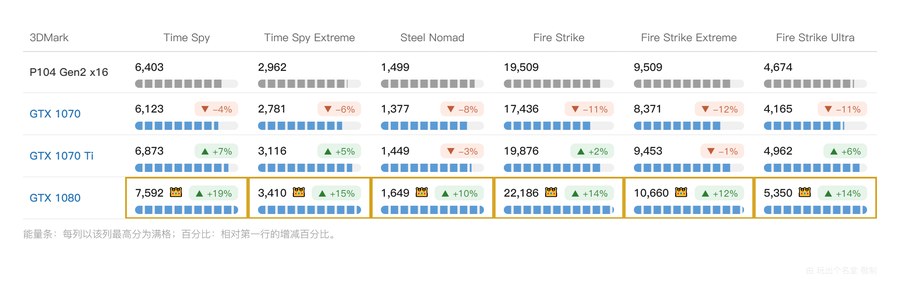 3DMark Time Spy Time Spy Extreme Steel Nomad Fire Strike Fire Strike Extreme Fire Strike Ultra
P104 Gen2 x16 6,403 2,962 1,499 19,509 9,509 4,674
GTX 1070 6,123 ▼ −4% 2,781 ▼ −6% 1,377 ▼ −8% 17,436 ▼ −11% 8,371 ▼ −12% 4,165 ▼ −11%
GTX 1070 Ti 6,873 ▲ +7% 3,116 ▲ +5% 1,449 ▼ −3% 19,876 ▲ +2% 9,453 ▼ −1% 4,962 ▲ +6%
GTX 1080 7,592 ▲ +19% 3,410 ▲ +15% 1,649 ▲ +10% 22,186 ▲ +14% 10,660 ▲ +12% 5,350 ▲ +14%
能量条：每列以该列最高分为满格；百分比：相对第一行的增减百分比。